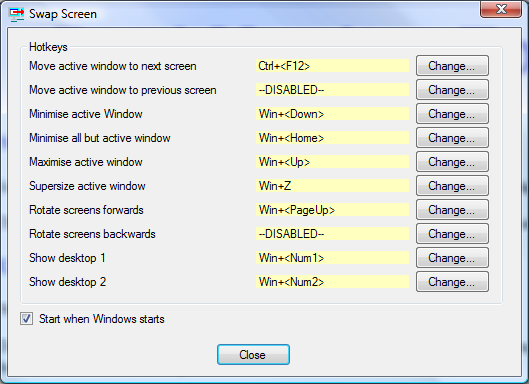 Swap Screen
Hotkeys
Move active window to next screen Ctrl+<F12> Change...
Move active window to previous screen --DISABLED-- Change...
Minimise active Window Win+<Down> Change...
Minimise all but active window Win+<Home> Change...
Maximise active window Win+<Up> Change...
Supersize active window Win+Z Change...
Rotate screens forwards Win+<PageUp> Change...
Rotate screens backwards --DISABLED-- Change...
Show desktop 1 Win+<Num1> Change...
Show desktop 2 Win+<Num2> Change...
Start when Windows starts
Close